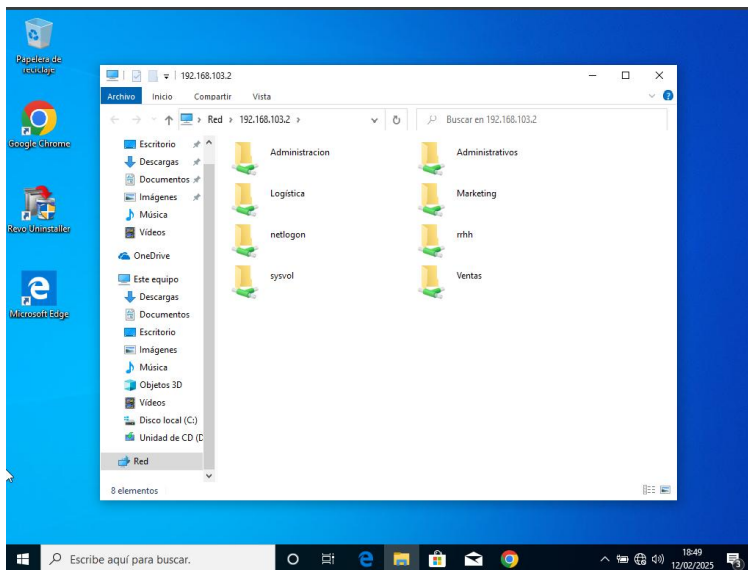 Papelera de
reciclaje
Google Chrome
Revo Uninstaller
Microsoft Edge
192.168.103.2
Archivo Inicio Compartir Vista
Red > 192.168.103.2 >
Buscar en 192.168.103.2
Escritorio
Descargas
Documentos
Imágenes
Música
Vídeos
OneDrive
Este equipo
Descargas
Documentos
Escritorio
Imágenes
Música
Objetos 3D
Vídeos
Disco local (C:)
Unidad de CD (D
Red
Administracion
Administrativos
Logística
Marketing
netlogon
rrhh
sysvol
Ventas
8 elementos
Escribe aquí para buscar.
18:49
12/02/2025
3